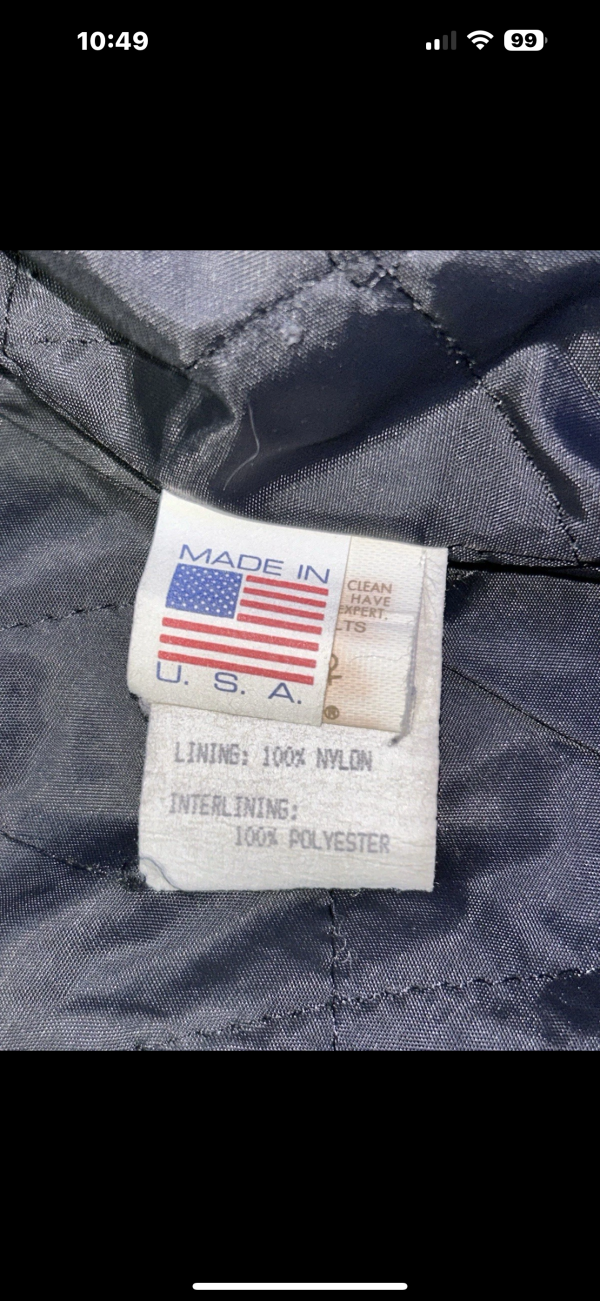 10:49
99
MADE IN
U. S. A.
CLEAN
HAVE
EXPERT.
LTS
®
LINING: 100% NYLON
INTERLINING:
100% POLYESTER